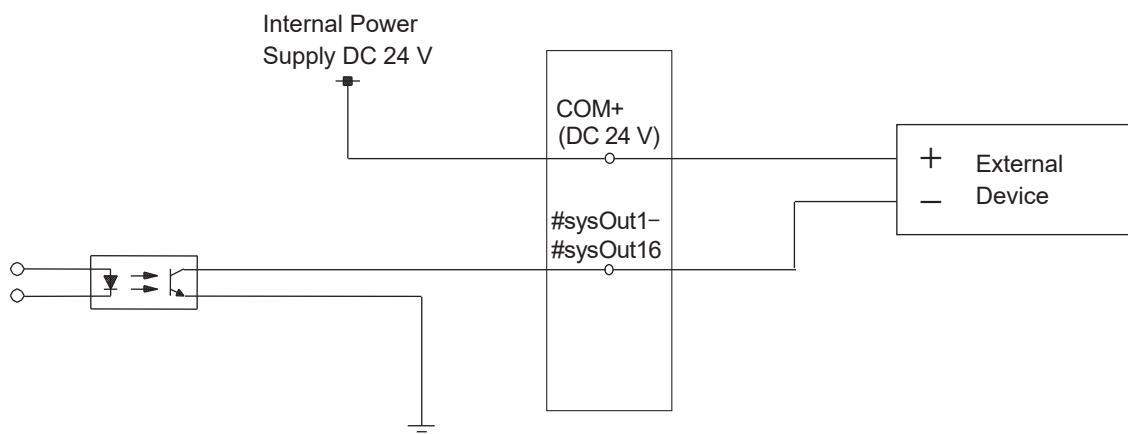 Internal Power
Supply DC 24 V
COM+
(DC 24 V)
+ External
− Device
#sysOut1−
#sysOut16